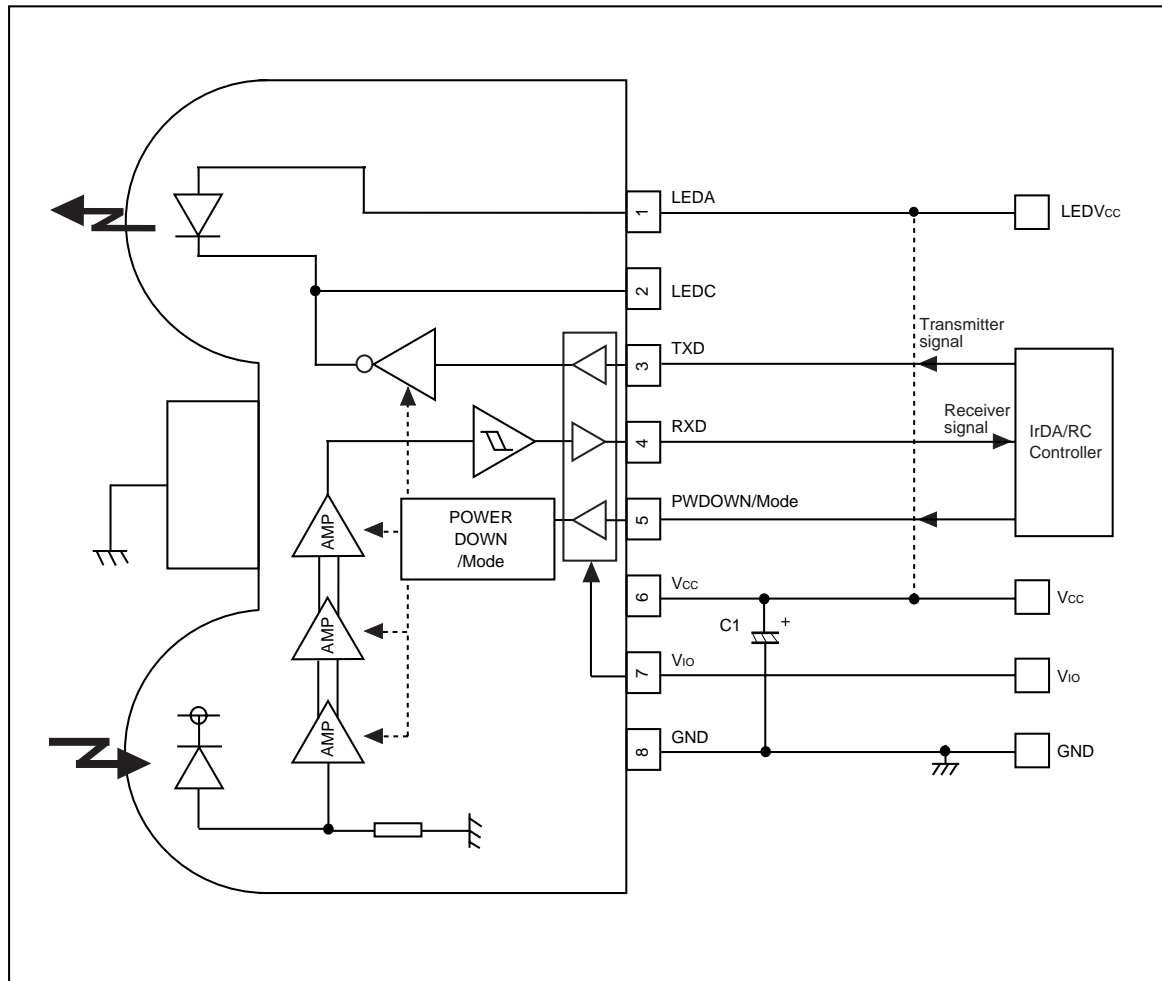 LEDA
1
LEDVcc
2
LEDC
Transmitter
signal
TXD
3
Receiver
signal
RXD
4
IrDA/RC
Controller
PWDOWN/Mode
5
POWER
DOWN
/Mode
AMP
AMP
AMP
Vcc
6
Vcc
C1
+
VIO
7
VIO
GND
8
GND